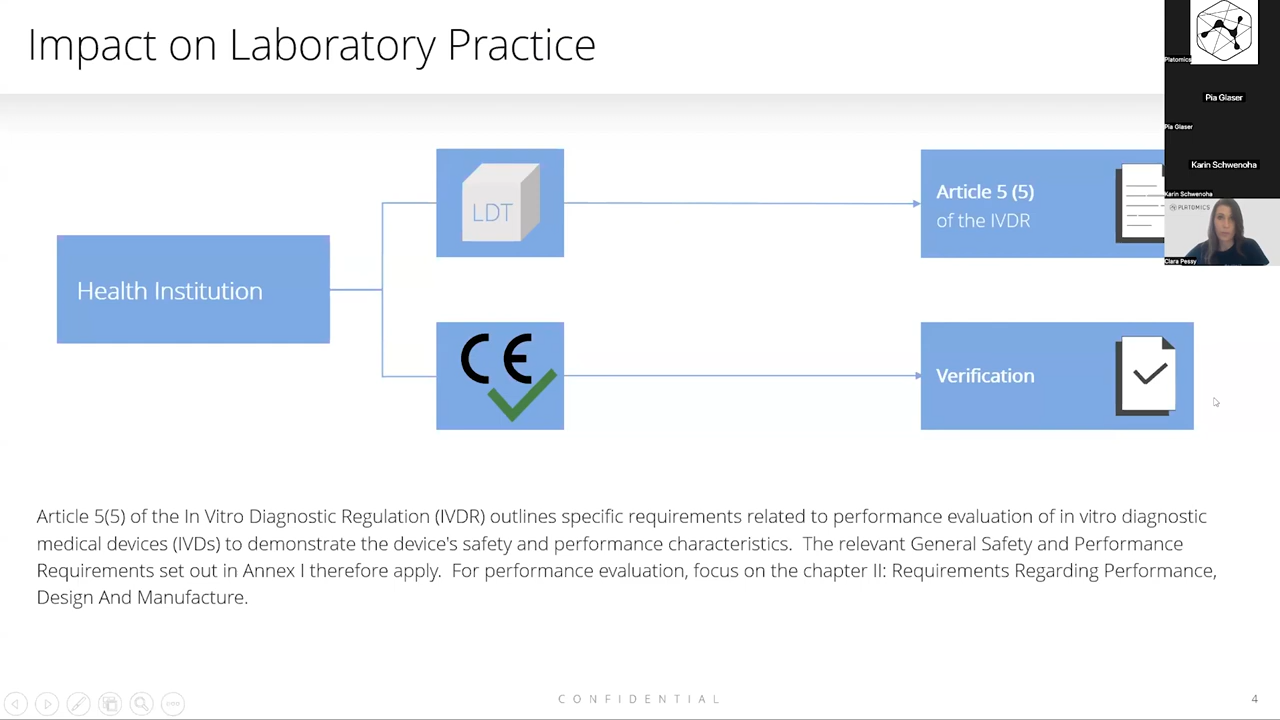 Impact on Laboratory Practice
Platomics
Pia Glaser
Pia Glaser
Karin Schwenoha
Karin Schwenoha
PLATOMICS
Clara Pessy
LDT
Article 5 (5)
of the IVDR
Health Institution
CE
Verification
Article 5(5) of the In Vitro Diagnostic Regulation (IVDR) outlines specific requirements related to performance evaluation of in vitro diagnostic
medical devices (IVDs) to demonstrate the device's safety and performance characteristics.  The relevant General Safety and Performance
Requirements set out in Annex I therefore apply.  For performance evaluation, focus on the chapter II: Requirements Regarding Performance,
Design And Manufacture.
CONFIDENTIAL
4